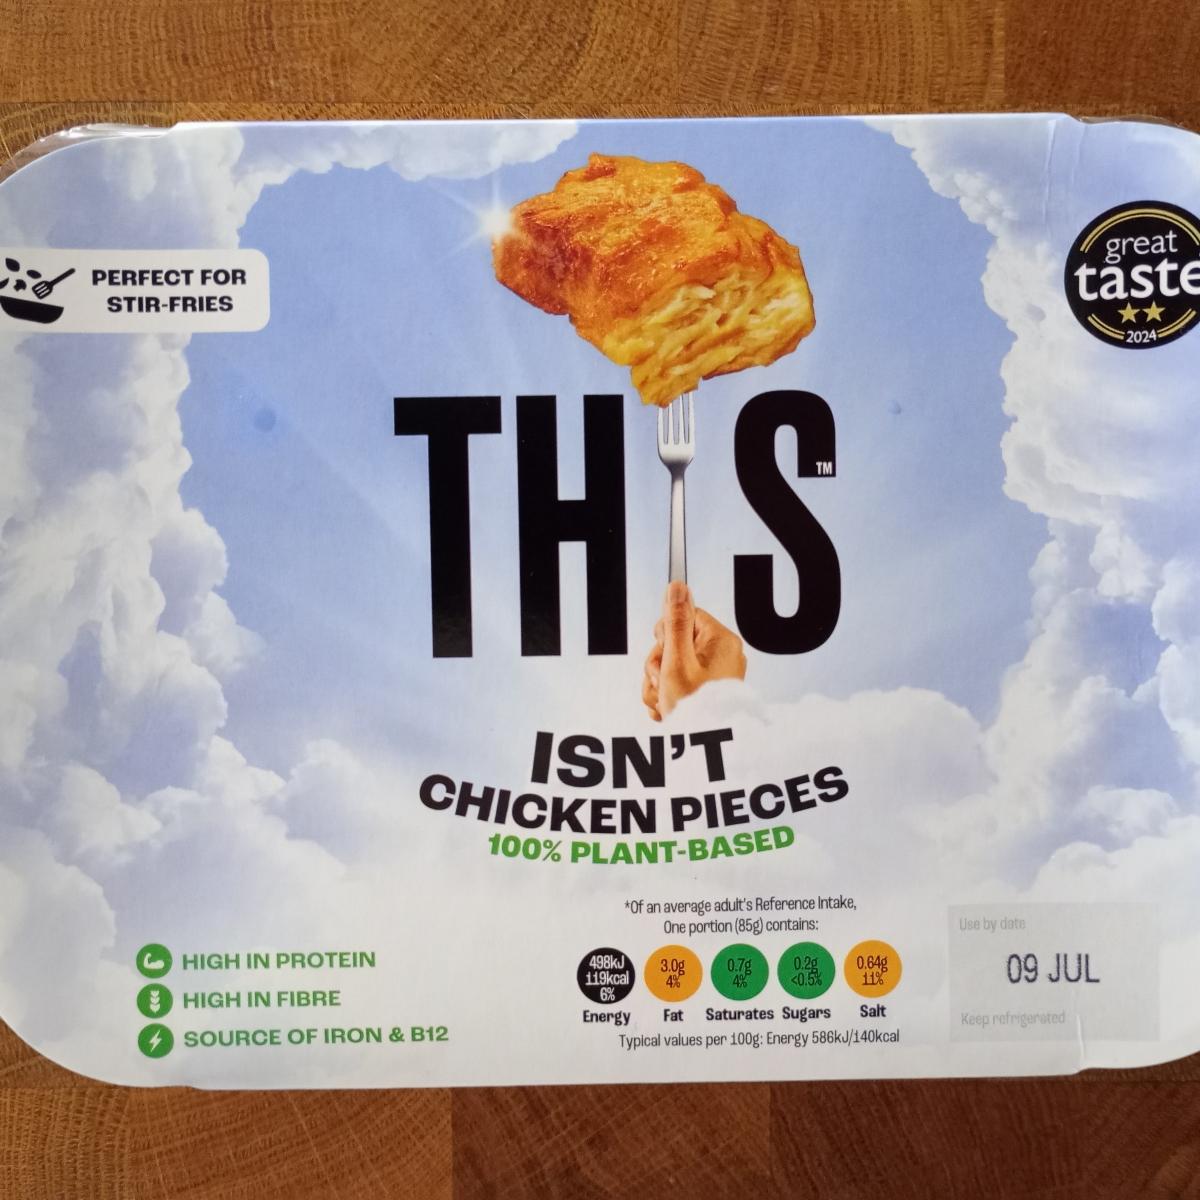 PERFECT FOR
STIR-FRIES
great
taste
2024
THIS
TM
ISN'T
CHICKEN PIECES
100% PLANT-BASED
HIGH IN PROTEIN
HIGH IN FIBRE
SOURCE OF IRON & B12
*Of an average adult's Reference Intake,
One portion (85g) contains:
498kJ
119kcal
6%
Energy
3.0g
4%
Fat
0.7g
4%
Saturates
0.2g
<0.5%
Sugars
0.64g
11%
Salt
Typical values per 100g: Energy 586kJ/140kcal
Use by date
09 JUL
Keep refrigerated